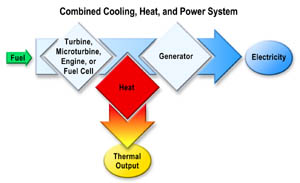 Combined Cooling, Heat, and Power System
Fuel
Turbine,
Microturbine,
Engine, or
Fuel Cell
Generator
Electricity
Heat
Thermal
Output